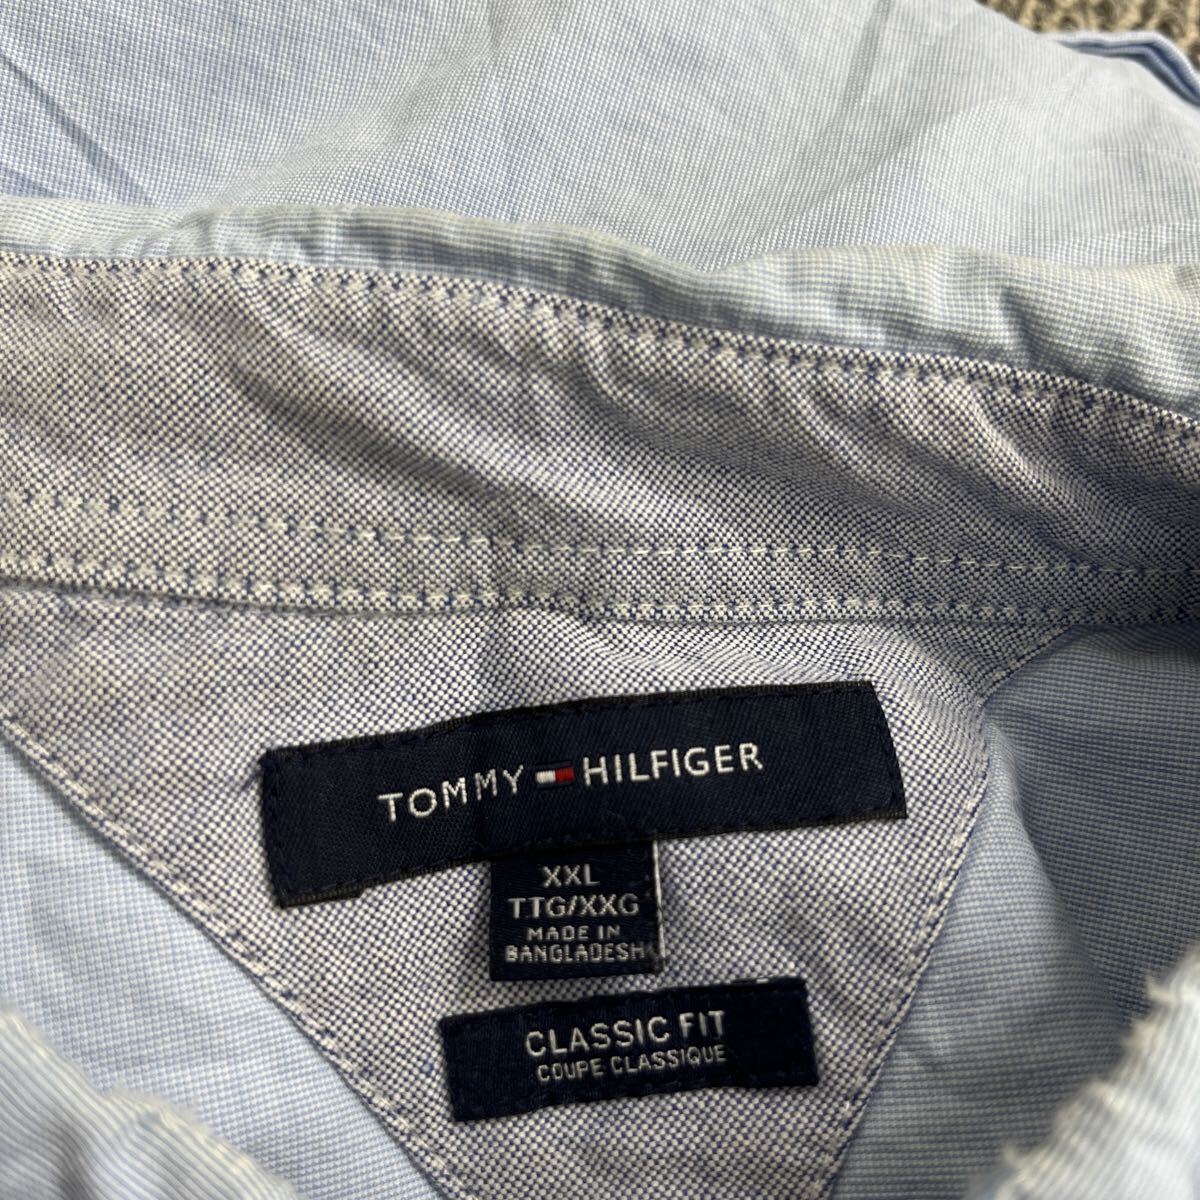 TOMMY HILFIGER
XXL
TTG/XXG
MADE IN
BANGLADESH
CLASSIC FIT
COUPE CLASSIQUE